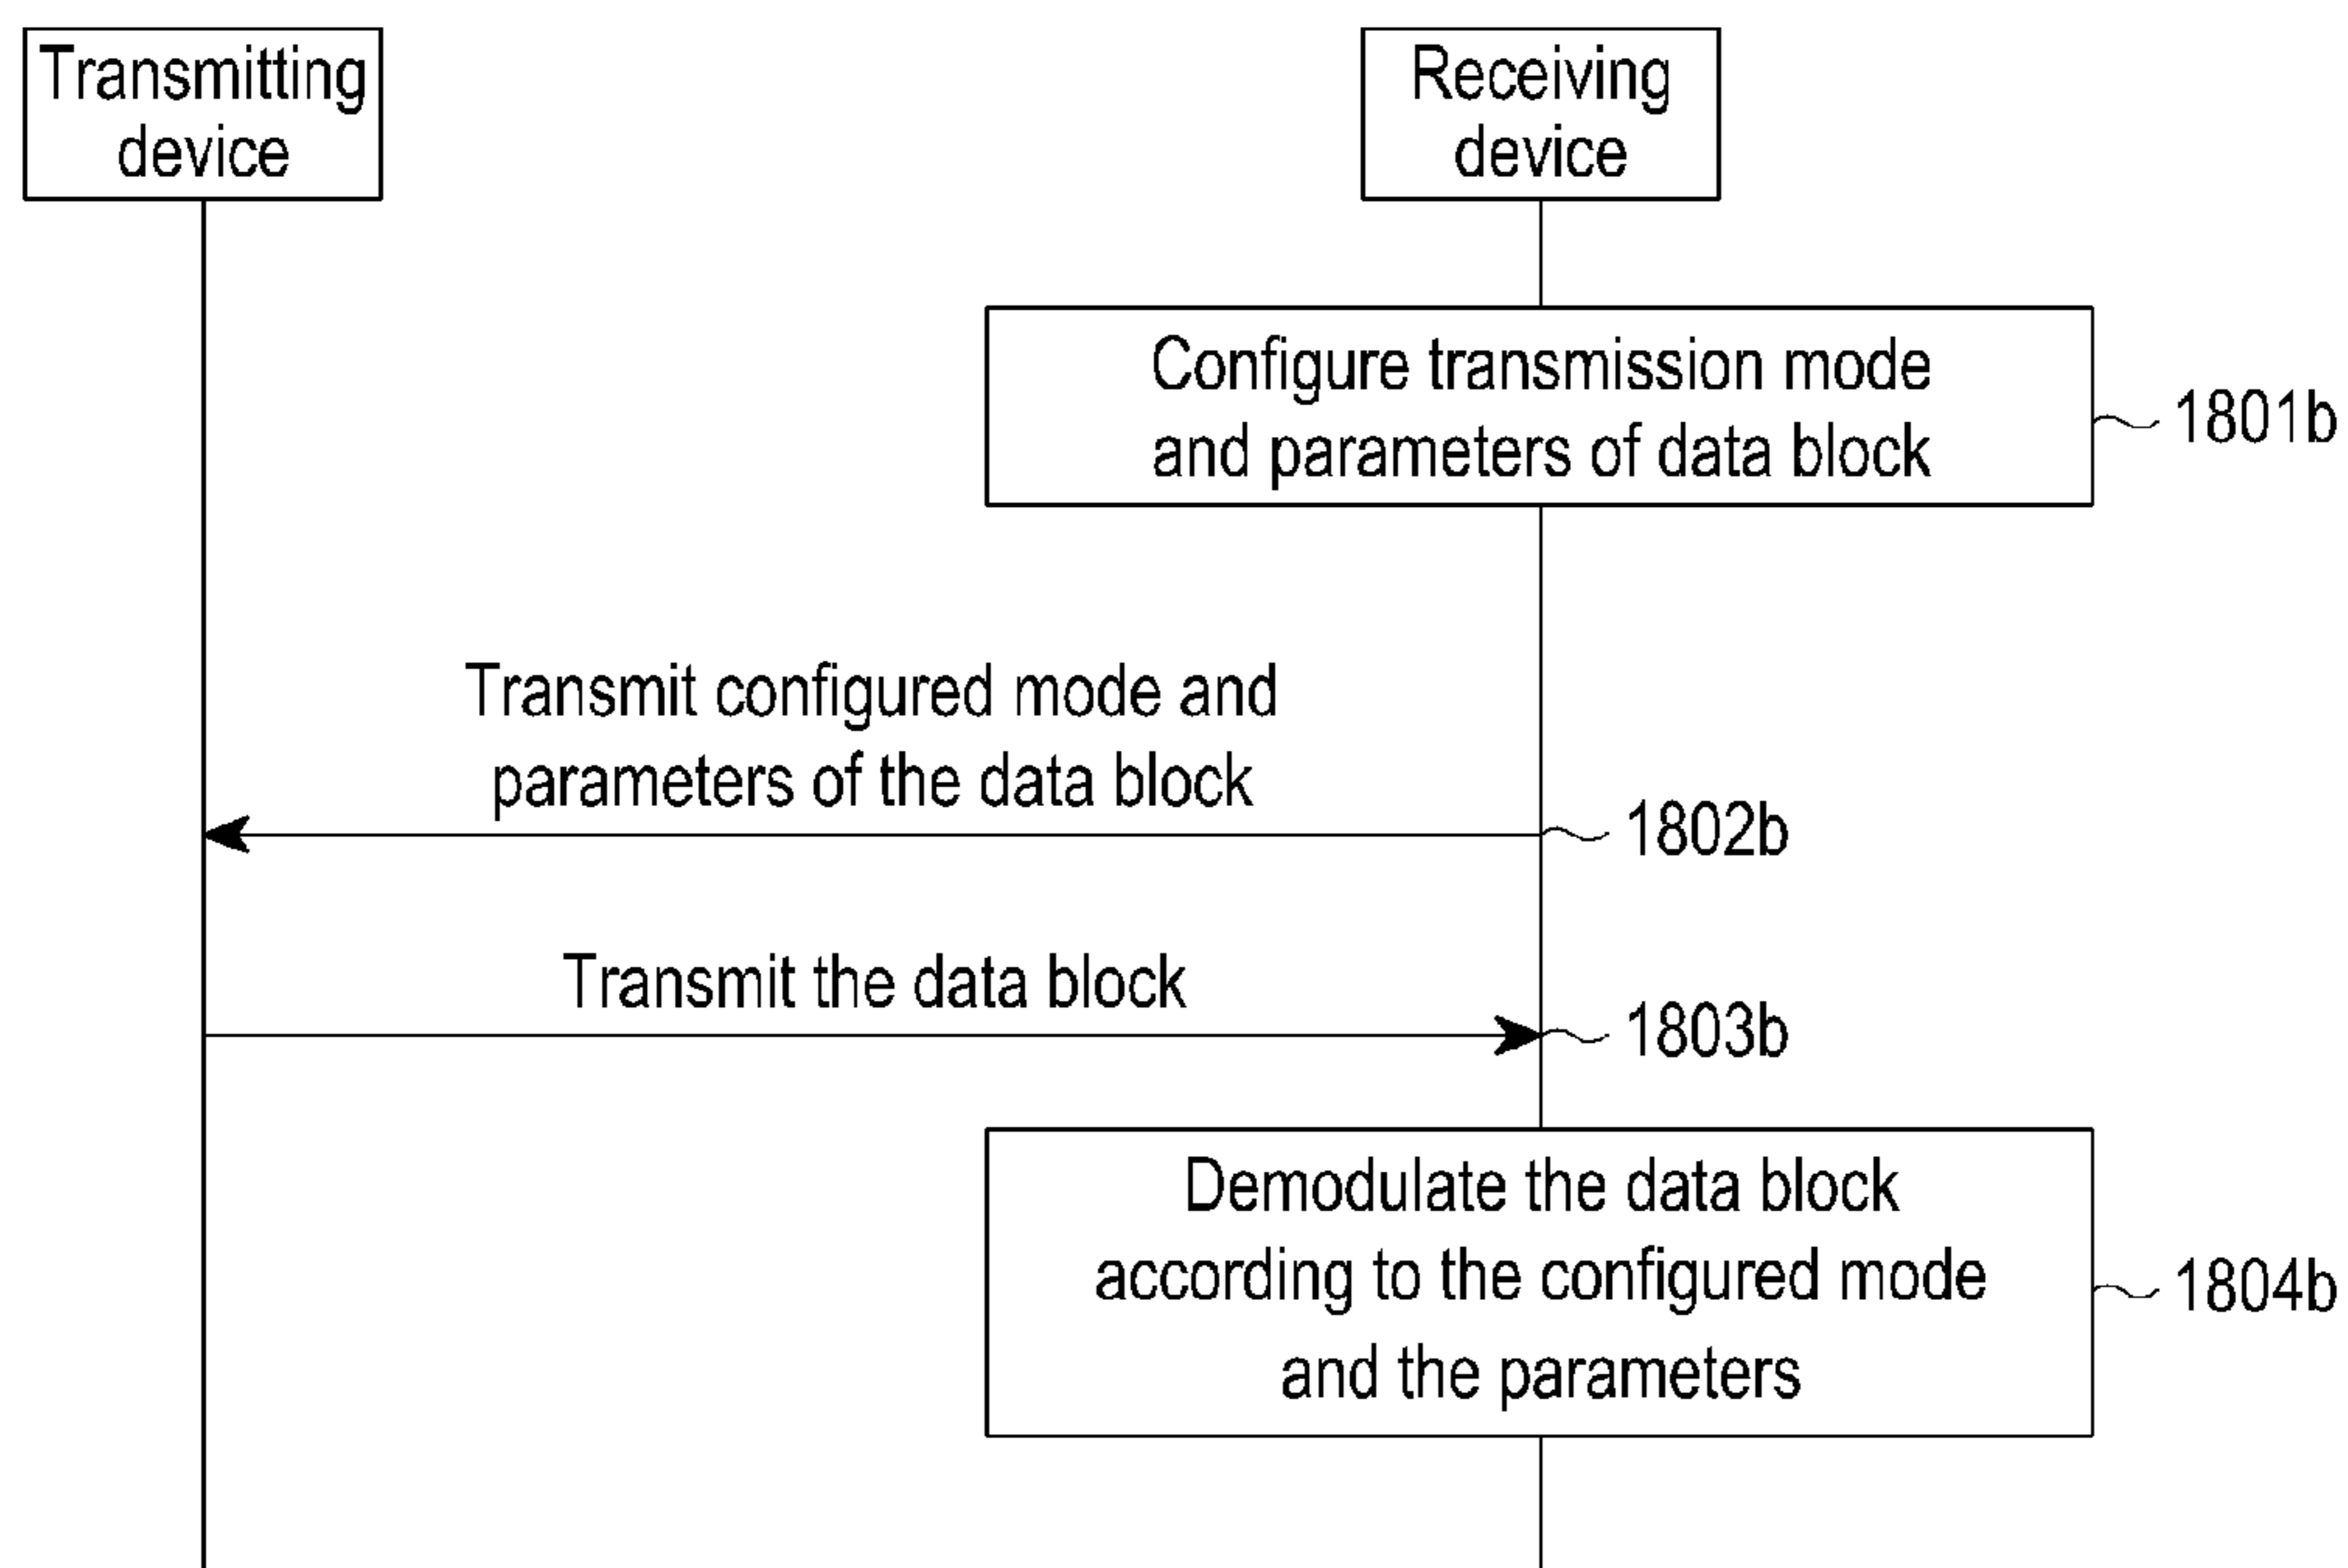 Transmitting
device
Receiving
device
Configure transmission mode
and parameters of data block
1801b
Transmit configured mode and
parameters of the data block
1802b
Transmit the data block
1803b
Demodulate the data block
according to the configured mode
and the parameters
1804b